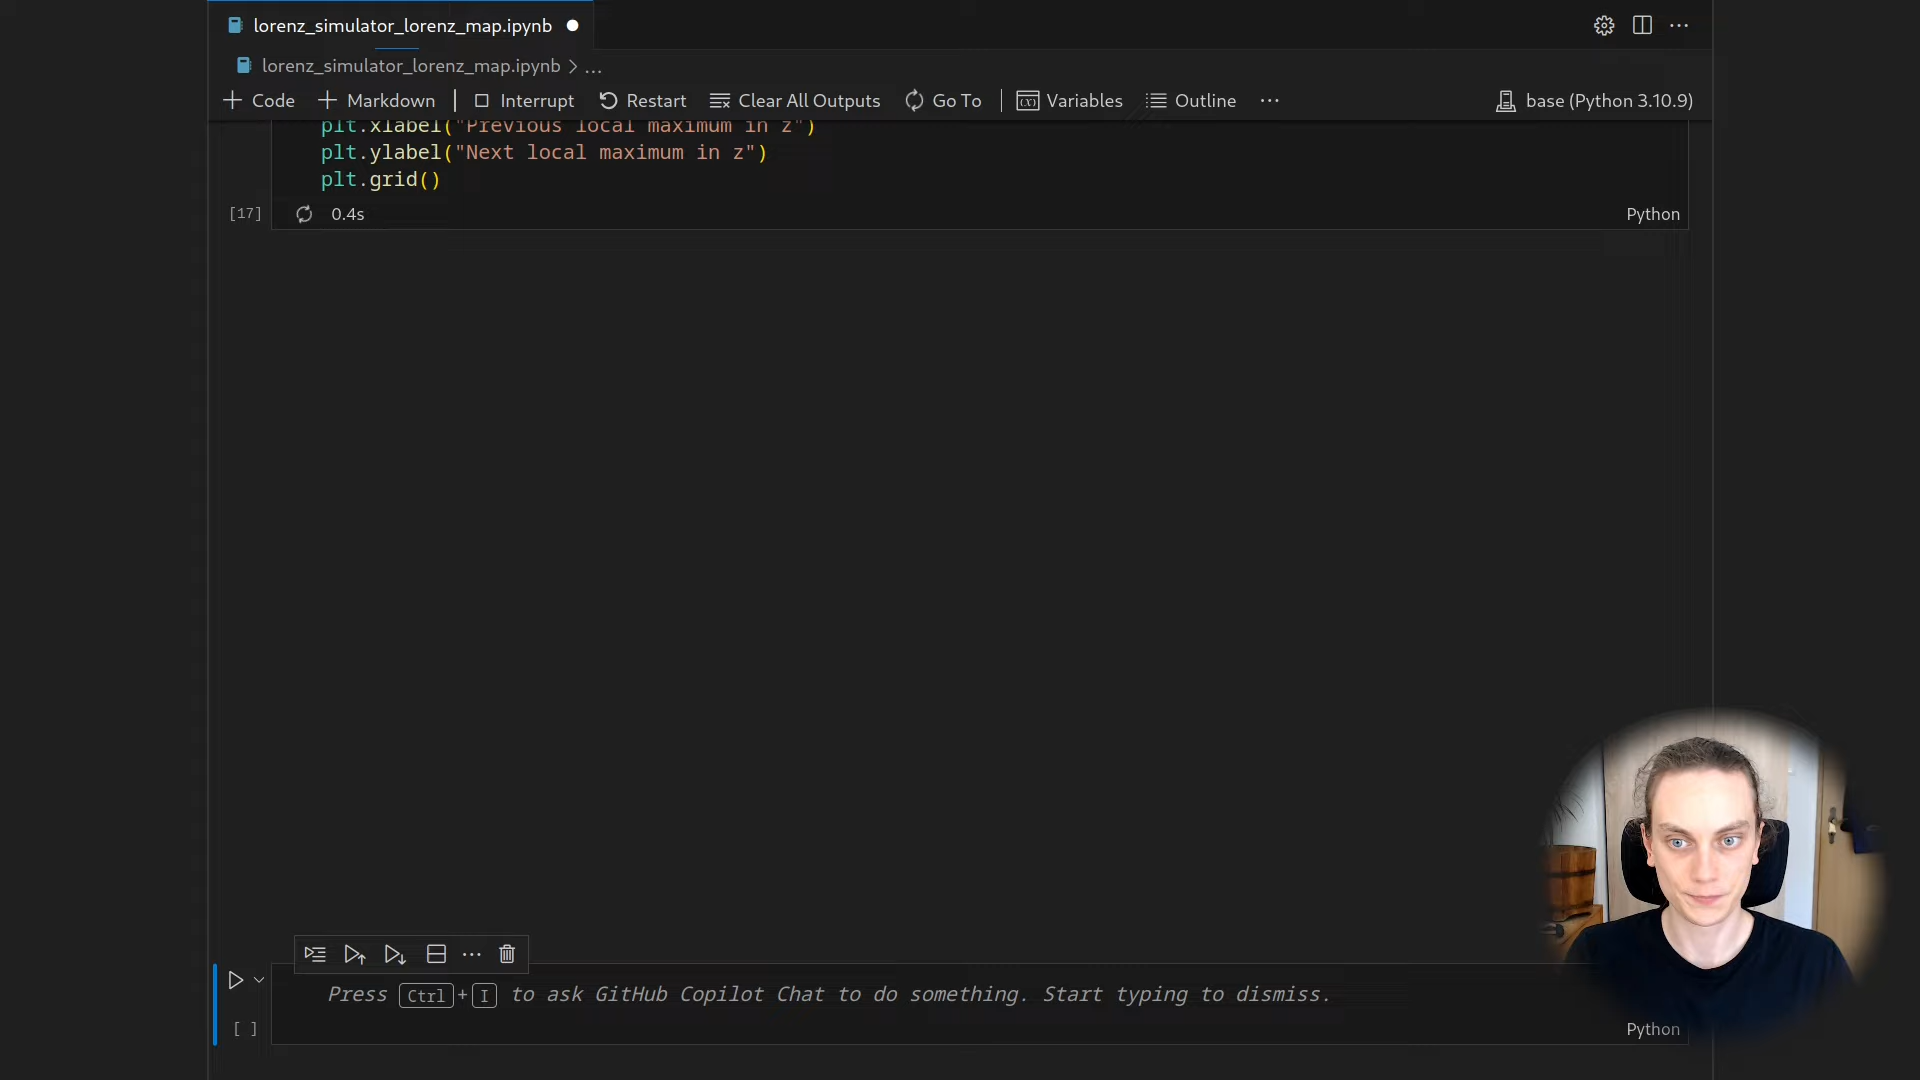 lorenz_simulator_lorenz_map.ipynb
lorenz_simulator_lorenz_map.ipynb > ...
+ Code + Markdown | Interrupt Restart Clear All Outputs Go To | Variables Outline ... base (Python 3.10.9)
plt.xlabel("Previous local maximum in z")
plt.ylabel("Next local maximum in z")
plt.grid()
[17] 0.4s Python
Press Ctrl + I to ask GitHub Copilot Chat to do something. Start typing to dismiss.
[ ] Python